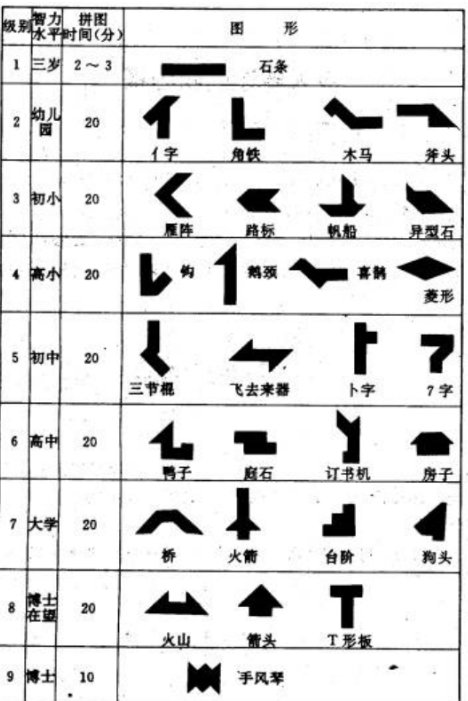 级别 智力水平 拼图时间(分) 图 形
1 三岁 2～3 石条
2 幼儿园 20 亻字 角铁 木马 斧头
3 初小 20 雁阵 路标 帆船 异型石
4 高小 20 钩 鹅颈 喜鹊 菱形
5 初中 20 三节棍 飞去来器 卜字 7字
6 高中 20 鸭子 庭石 订书机 房子
7 大学 20 桥 火箭 台阶 狗头
8 博士在望 20 火山 箭头 T形板
9 博士 10 手风琴